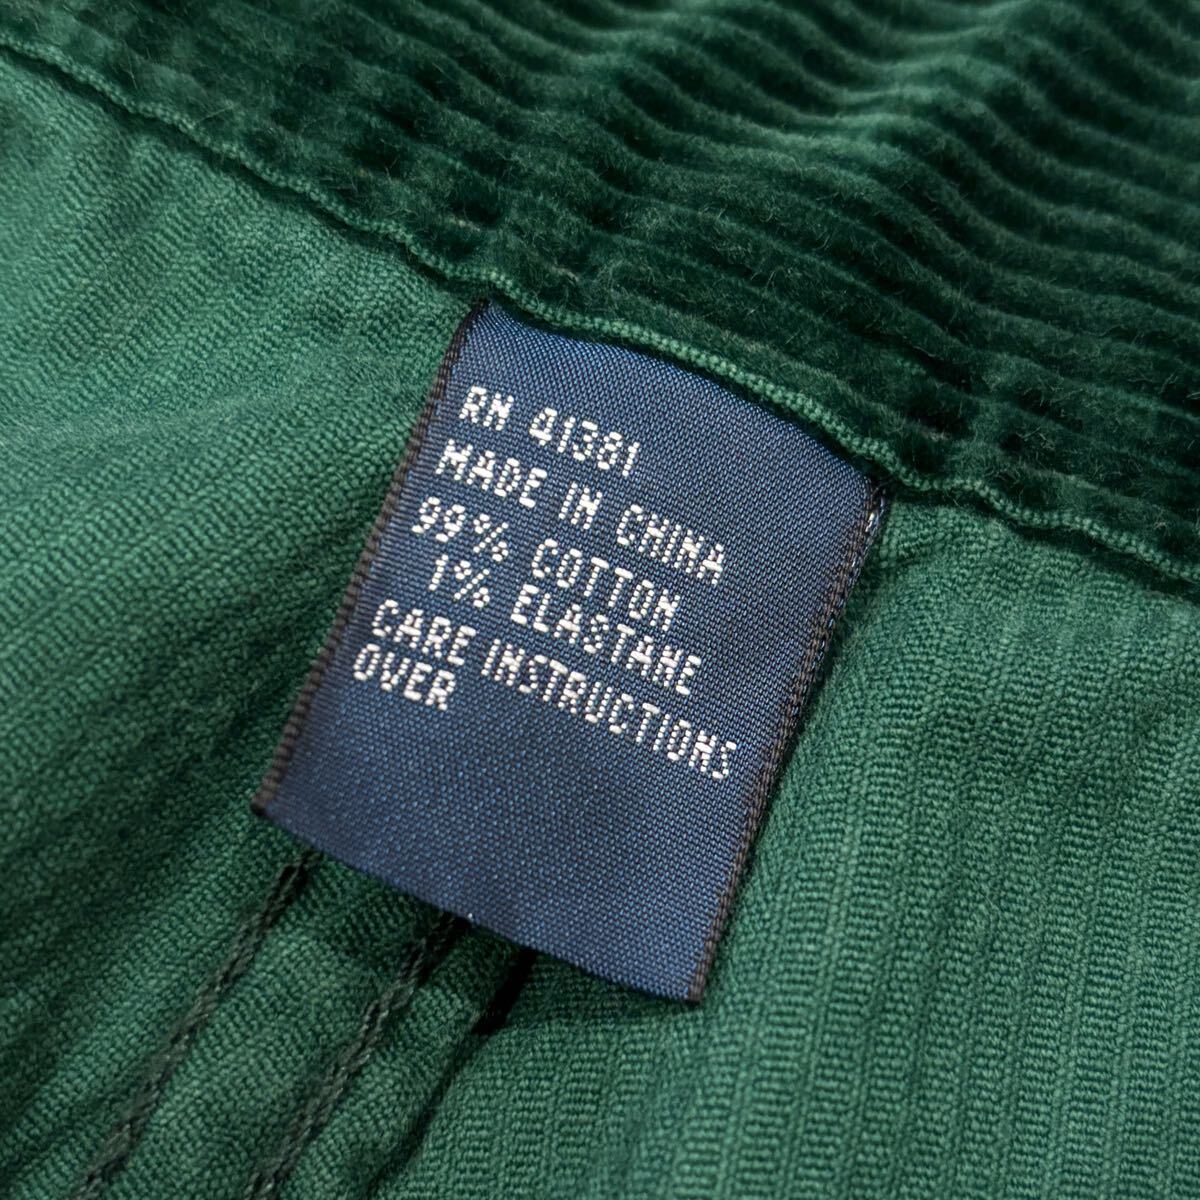 RN 41381
MADE IN CHINA
99% COTTON
1% ELASTANE
CARE INSTRUCTIONS
OVER